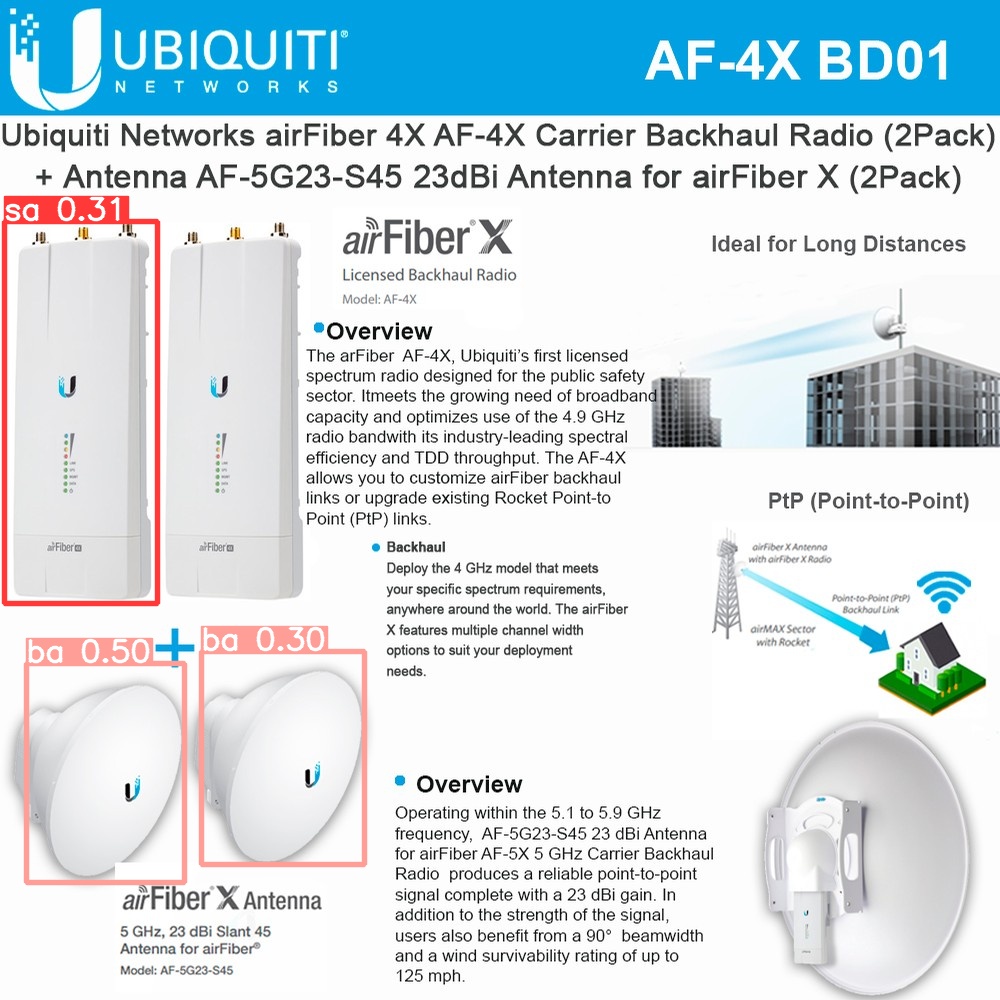 UBIQUITI®
NETWORKS
AF-4X BD01
Ubiquiti Networks airFiber 4X AF-4X Carrier Backhaul Radio (2Pack)
+ Antenna AF-5G23-S45 23dBi Antenna for airFiber X (2Pack)
sa 0.31
airFiber® X
Licensed Backhaul Radio
Model: AF-4X
Ideal for Long Distances
Overview
The arFiber AF-4X, Ubiquiti's first licensed
spectrum radio designed for the public safety
sector. Itmeets the growing need of broadband
capacity and optimizes use of the 4.9 GHz
radio bandwith its industry-leading spectral
efficiency and TDD throughput. The AF-4X
allows you to customize airFiber backhaul
links or upgrade existing Rocket Point-to
Point (PtP) links.
airFiber X
airFiber X
PtP (Point-to-Point)
Backhaul
Deploy the 4 GHz model that meets
your specific spectrum requirements,
anywhere around the world. The airFiber
X features multiple channel width
options to suit your deployment
needs.
airFiber X Antenna
with airFiber X Radio
Point-to-Point (PtP)
Backhaul Link
airMAX Sector
with Rocket
ba 0.50
+
ba 0.30
airFiber® X Antenna
5 GHz, 23 dBi Slant 45
Antenna for airFiber®
Model: AF-5G23-S45
Overview
Operating within the 5.1 to 5.9 GHz
frequency, AF-5G23-S45 23 dBi Antenna
for airFiber AF-5X 5 GHz Carrier Backhaul
Radio produces a reliable point-to-point
signal complete with a 23 dBi gain. In
addition to the strength of the signal,
users also benefit from a 90° beamwidth
and a wind survivability rating of up to
125 mph.